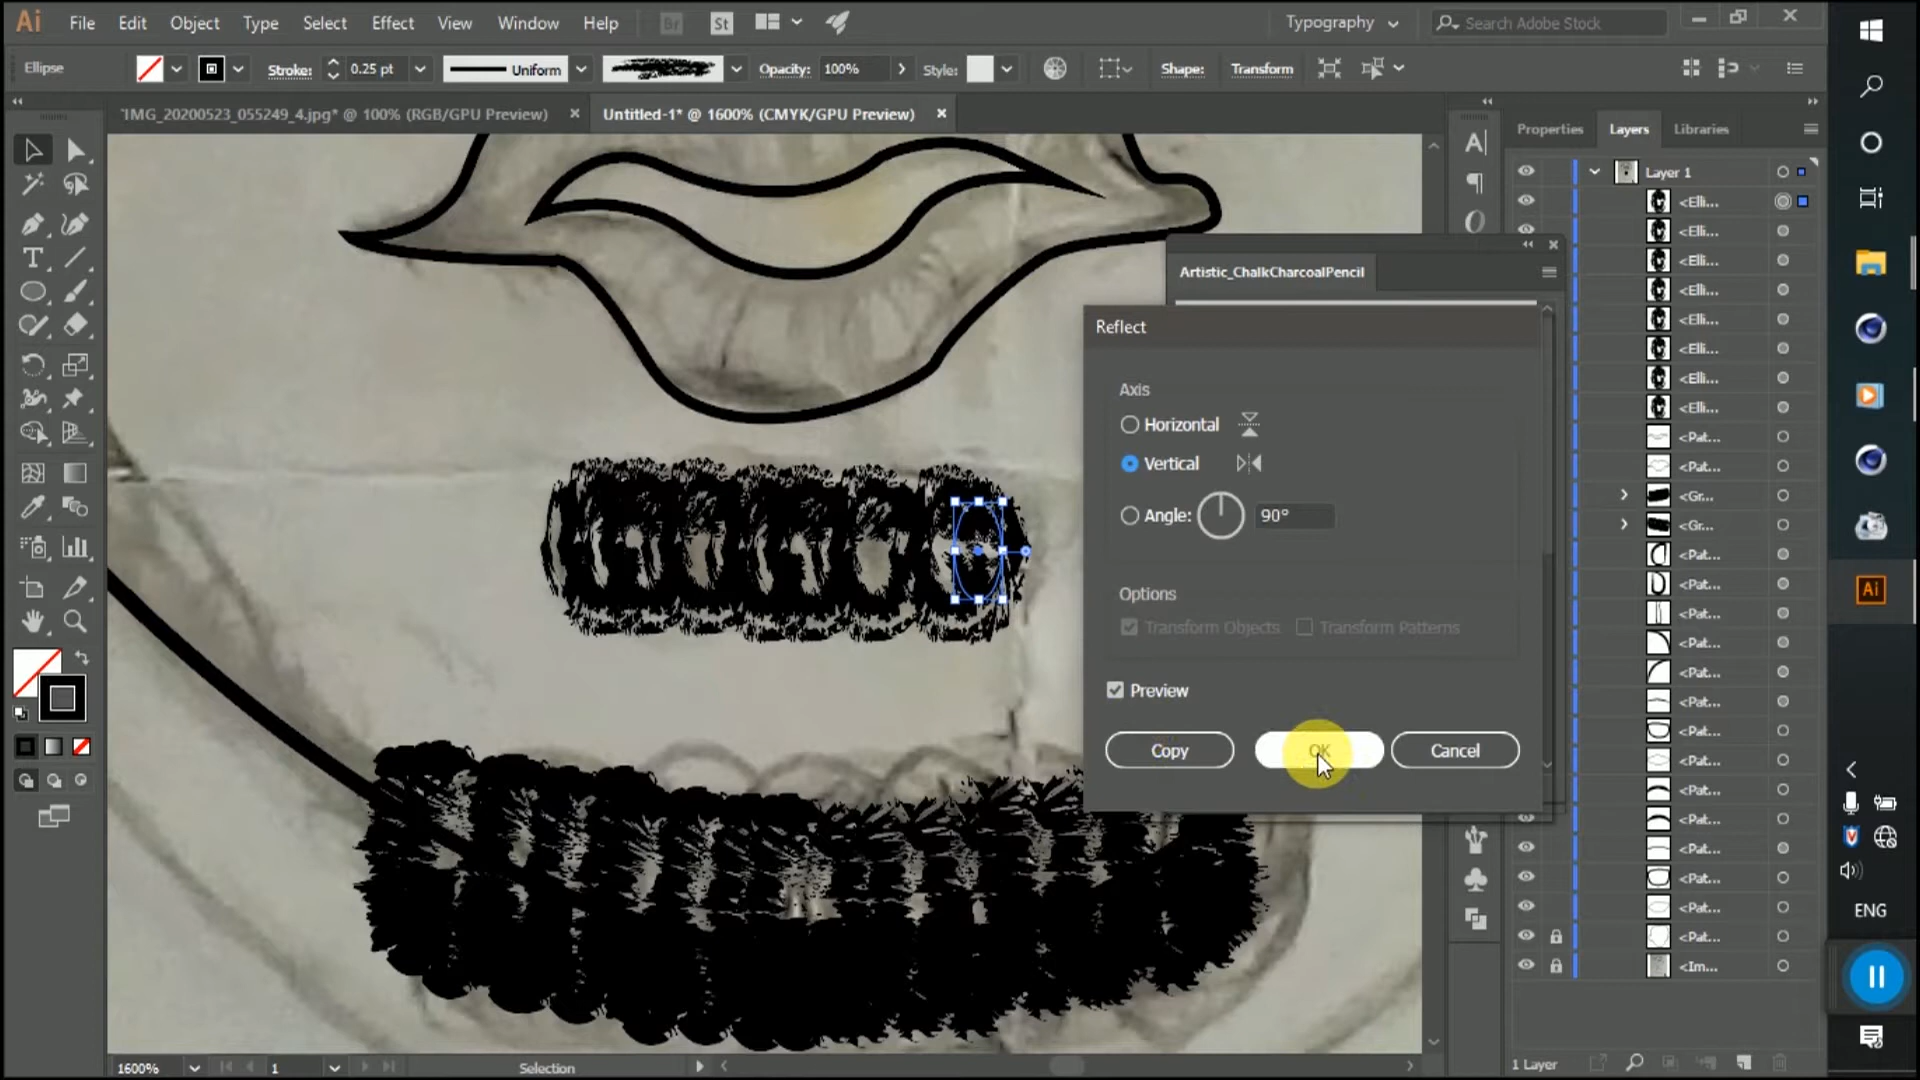 Ai File Edit Object Type Select Effect View Window Help Br St Typography Search Adobe Stock
Ellipse Stroke: 0.25 pt Uniform Opacity: 100% Style: Shape: Transform
*IMG_20200523_055249_4.jpg* @ 100% (RGB/GPU Preview) Untitled-1* @ 1600% (CMYK/GPU Preview)
Properties Layers Libraries
Layer 1
<Elli...
<Elli...
<Elli...
<Elli...
<Elli...
<Elli...
<Elli...
<Elli...
<Pat...
<Pat...
<Gr...
<Gr...
<Pat...
<Pat...
<Pat...
<Pat...
<Pat...
<Pat...
<Pat...
<Pat...
<Pat...
<Pat...
<Pat...
<Pat...
<Pat...
<Pat...
<Im...
Artistic_ChalkCharcoalPencil
Reflect
Axis
Horizontal
Vertical
Angle: 90°
Options
Transform Objects Transform Patterns
Preview
Copy OK Cancel
Ai
ENG
1600% 1 Selection 1 Layer